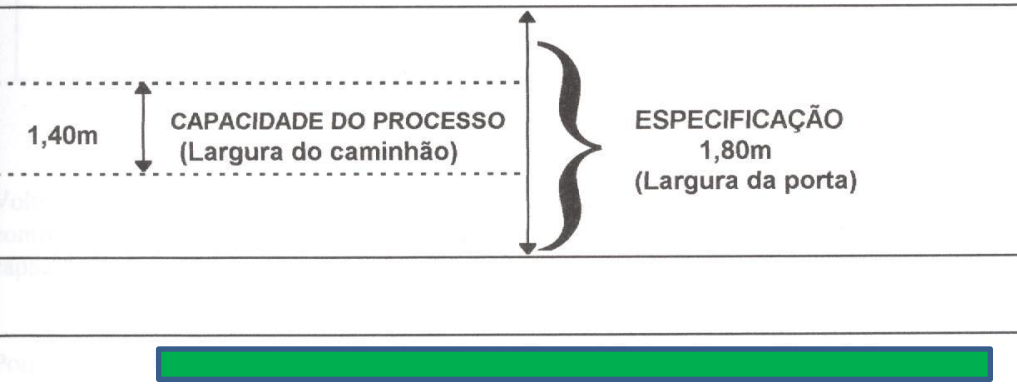 1,40m
CAPACIDADE DO PROCESSO
(Largura do caminhão)
ESPECIFICAÇÃO
1,80m
(Largura da porta)